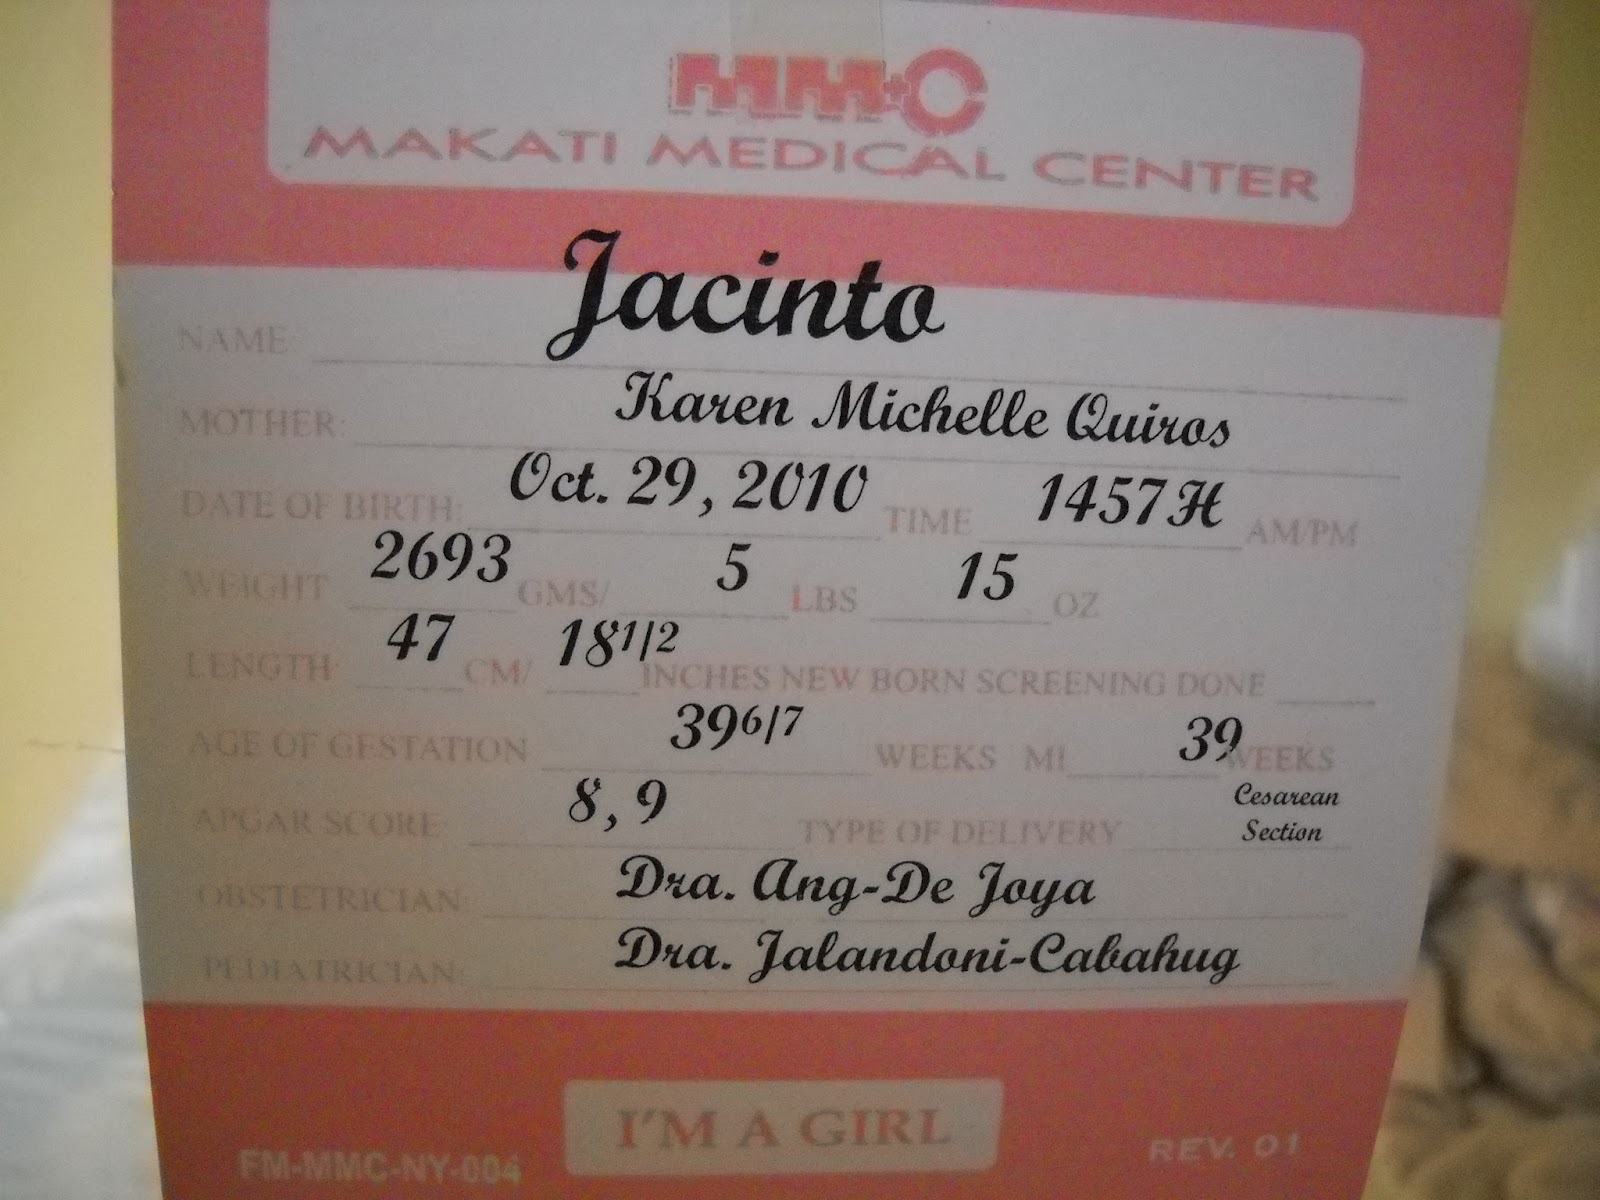 MM+C
MAKATI MEDICAL CENTER
NAME: Jacinto
MOTHER: Karen Michelle Quiros
DATE OF BIRTH: Oct. 29, 2010 TIME 1457H AM/PM
WEIGHT 2693 GMS/ 5 LBS 15 OZ
LENGTH: 47 CM/ 18 1/2 INCHES NEW BORN SCREENING DONE
AGE OF GESTATION 39 6/7 WEEKS MI 39 WEEKS
APGAR SCORE: 8, 9 TYPE OF DELIVERY Cesarean
Section
OBSTETRICIAN: Dra. Ang-De Joya
PEDIATRICIAN: Dra. Jalandoni-Cabahug
I'M A GIRL
FM-MMC-NY-004 REV. 01